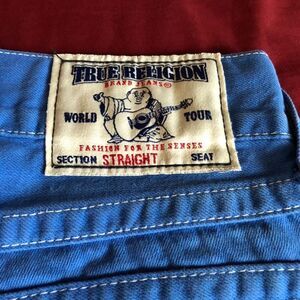 TRUE RELIGION
BRAND JEANS®
WORLD TOUR
FASHION FOR THE SENSES
SECTION STRAIGHT SEAT